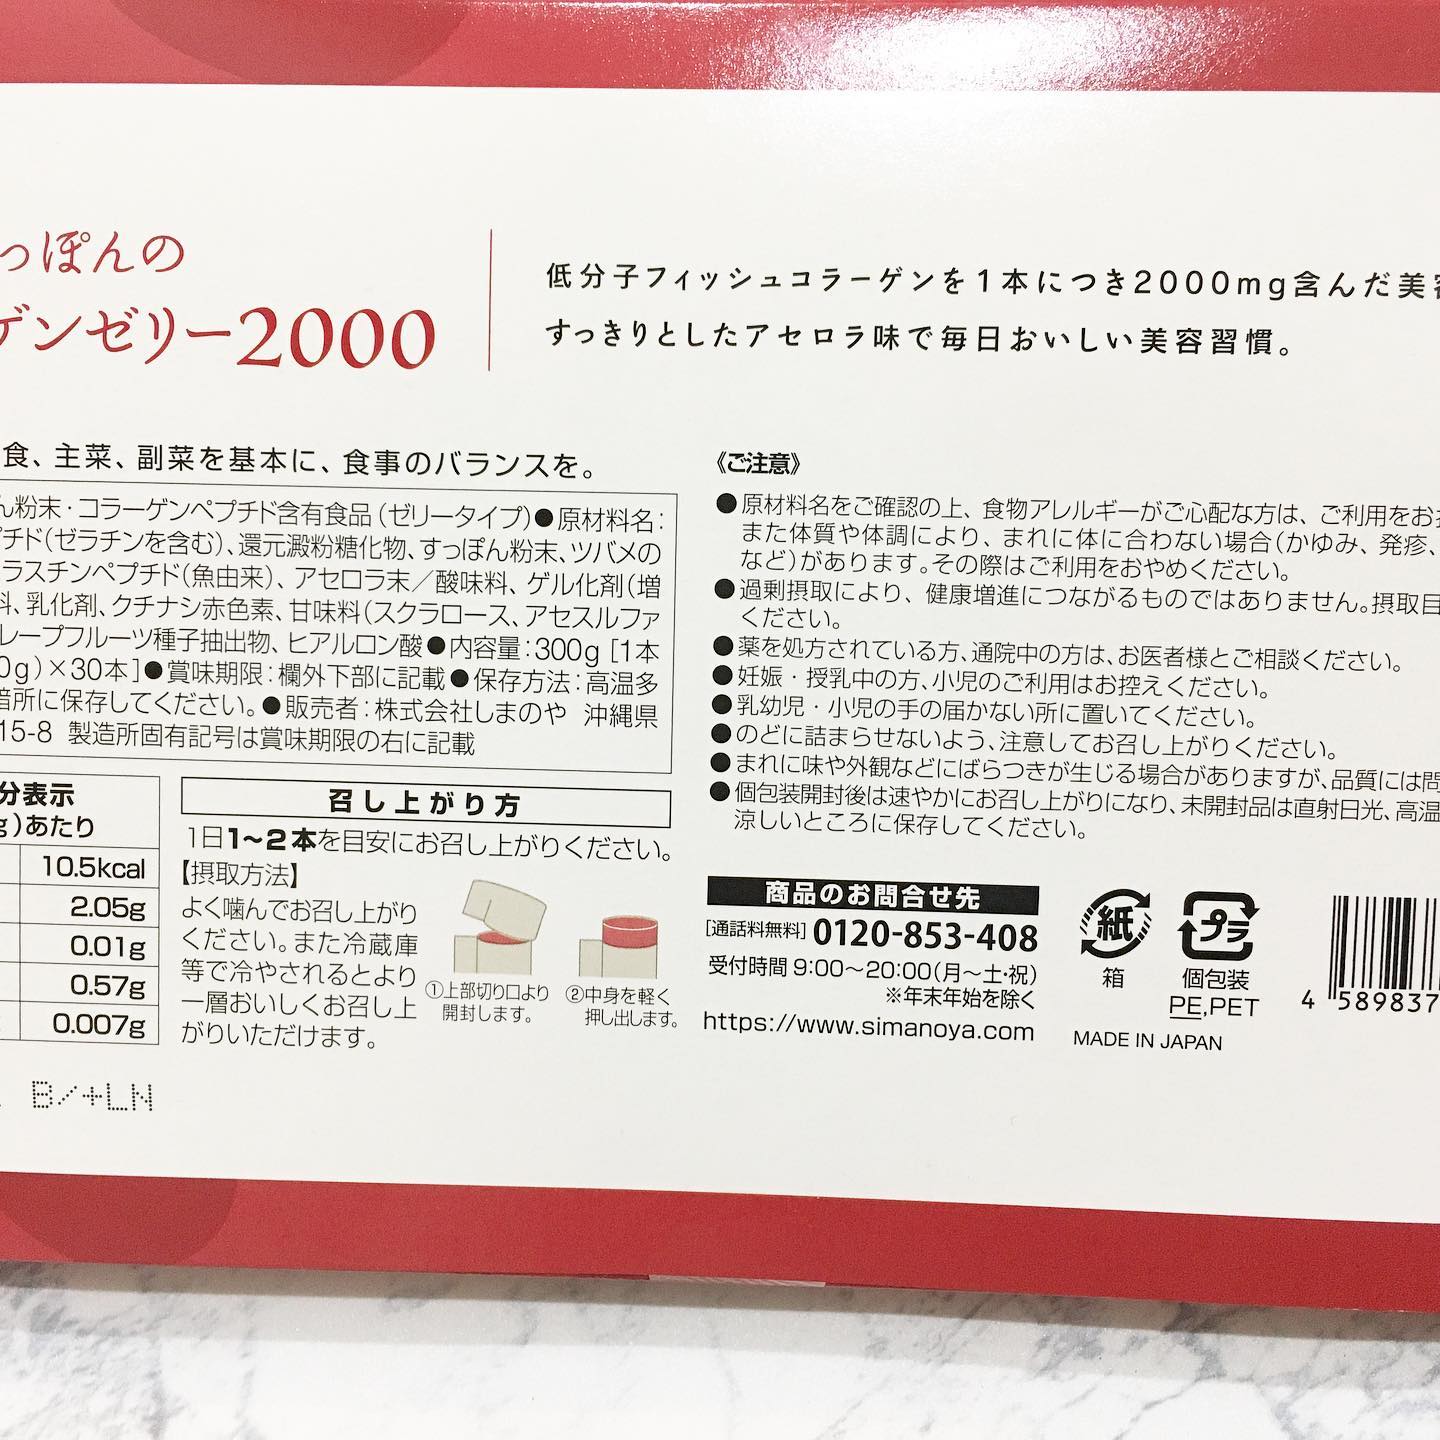 っぽんの
ゲンゼリー2000
低分子フィッシュコラーゲンを1本につき2000mg含んだ美容
すっきりとしたアセロラ味で毎日おいしい美容習慣。
食、主菜、副菜を基本に、食事のバランスを。
ん粉末・コラーゲンペプチド含有食品(ゼリータイプ)●原材料名:
プチド(ゼラチンを含む)、還元澱粉糖化物、すっぽん粉末、ツバメの
ラスチンペプチド(魚由来)、アセロラ末/酸味料、ゲル化剤(増
料、乳化剤、クチナシ赤色素、甘味料(スクラロース、アセスルファ
レープフルーツ種子抽出物、ヒアルロン酸●内容量:300g [1本
0g)×30本]●賞味期限:欄外下部に記載●保存方法:高温多
暗所に保存してください。●販売者:株式会社しまのや 沖縄県
15-8 製造所固有記号は賞味期限の右に記載
分表示
g)あたり
10.5kcal
2.05g
0.01g
0.57g
0.007g
B/+LN
召し上がり方
1日1~2本を目安にお召し上がりください。
【摂取方法】
よく噛んでお召し上がり
ください。また冷蔵庫
等で冷やされるとより
一層おいしくお召し上
がりいただけます。
①上部切り口より
開封します。
②中身を軽く
押し出します。
《ご注意》
●原材料名をご確認の上、食物アレルギーがご心配な方は、ご利用をお
また体質や体調により、まれに体に合わない場合(かゆみ、発疹、
など)があります。その際はご利用をおやめください。
●過剰摂取により、健康増進につながるものではありません。摂取目
ください。
●薬を処方されている方、通院中の方は、お医者様とご相談ください。
●妊娠・授乳中の方、小児のご利用はお控えください。
●乳幼児・小児の手の届かない所に置いてください。
●のどに詰まらせないよう、注意してお召し上がりください。
●まれに味や外観などにばらつきが生じる場合がありますが、品質には問
●個包装開封後は速やかにお召し上がりになり、未開封品は直射日光、高温
涼しいところに保存してください。
商品のお問合せ先
[通話料無料] 0120-853-408
受付時間 9:00~20:00(月~土・祝)
※年末年始を除く
https://www.simanoya.com
紙
箱
プラ
個包装
PE,PET
MADE IN JAPAN
4 589837